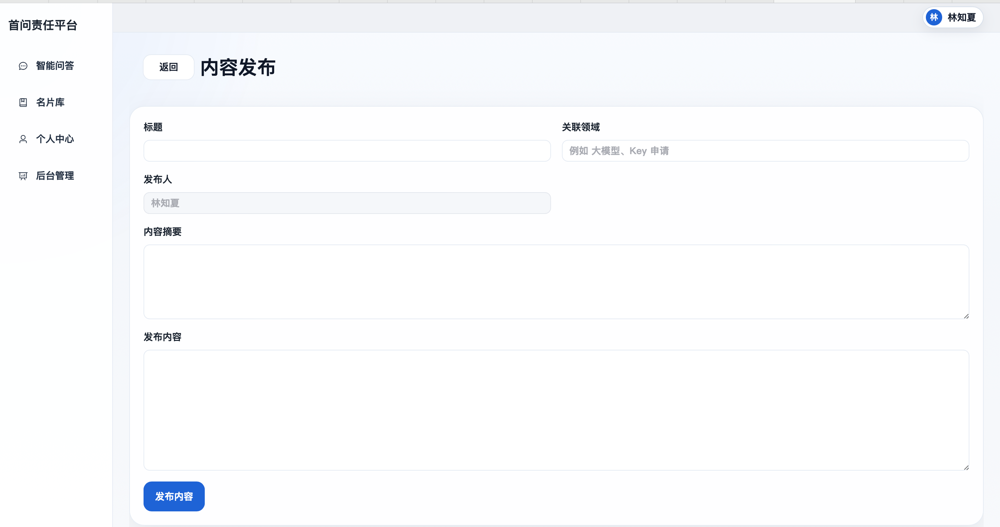 首问责任平台
智能问答
名片库
个人中心
后台管理
林 林知夏
返回 内容发布
标题
关联领域
例如 大模型、Key 申请
发布人
林知夏
内容摘要
发布内容
发布内容